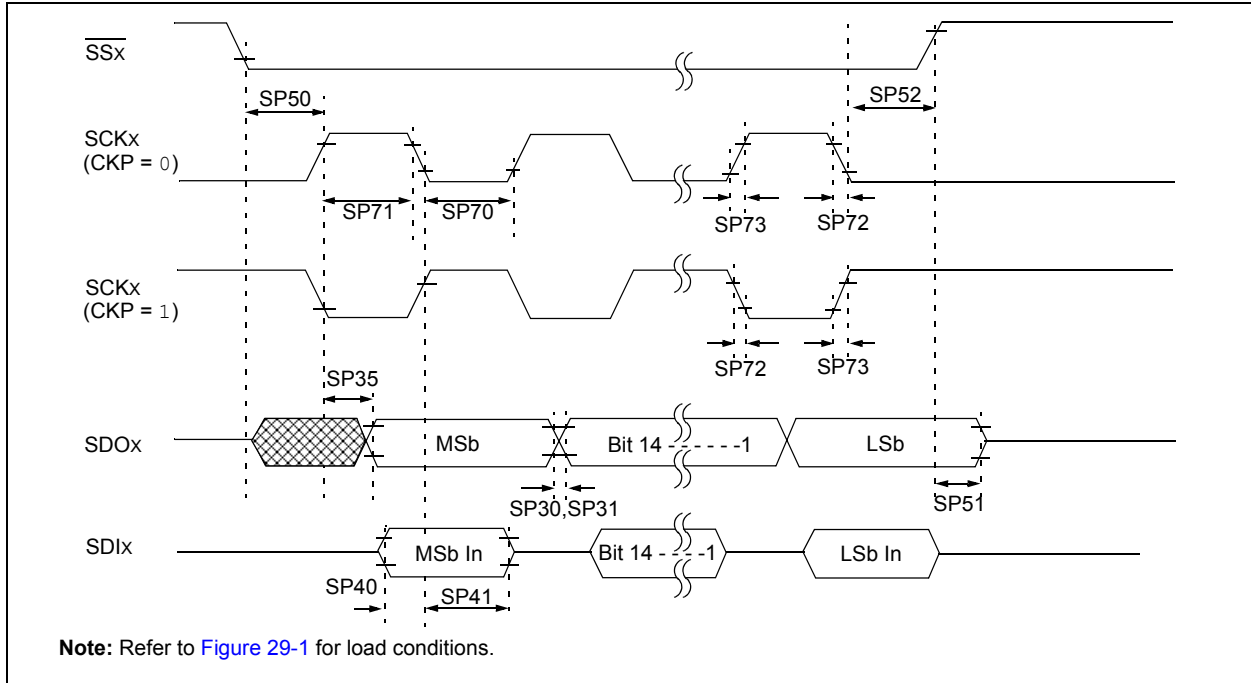 SSx
SP50
SP52
SCKx
(CKP = 0)
SP71
SP70
SP73
SP72
SCKx
(CKP = 1)
SP72
SP73
SP35
SDOx
MSb
Bit 14 - - - - - -1
LSb
SP30,SP31
SP51
SDIx
MSb In
Bit 14 - - - -1
LSb In
SP40
SP41
Note: Refer to Figure 29-1 for load conditions.